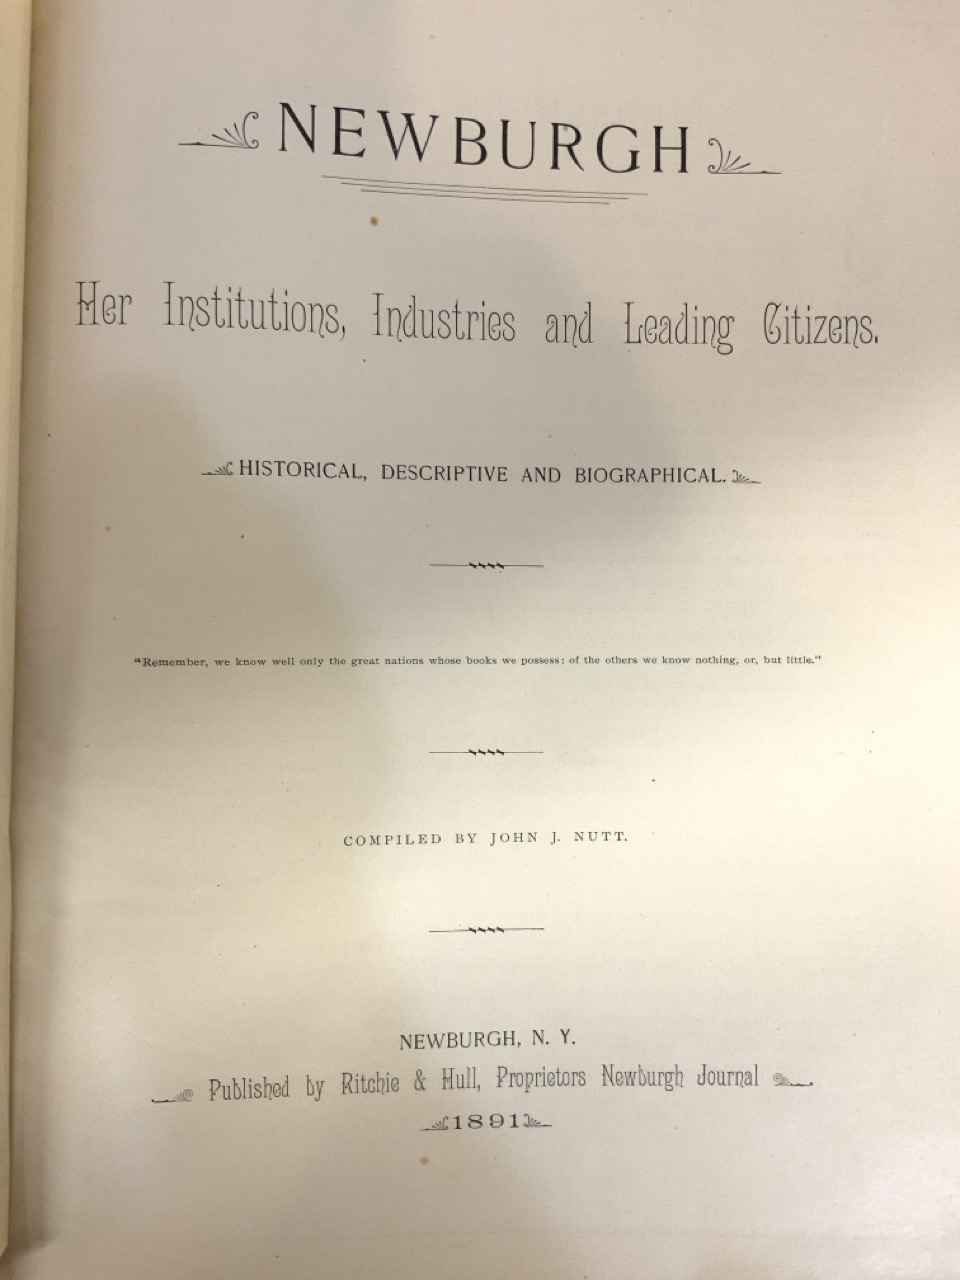 NEWBURGH
Her Institutions, Industries and Leading Citizens.
HISTORICAL, DESCRIPTIVE AND BIOGRAPHICAL.
"Remember, we know well only the great nations whose books we possess; of the others we know nothing, or, but little."
COMPILED BY JOHN J. NUTT.
NEWBURGH, N. Y.
Published by Ritchie & Hull, Proprietors Newburgh Journal
1891